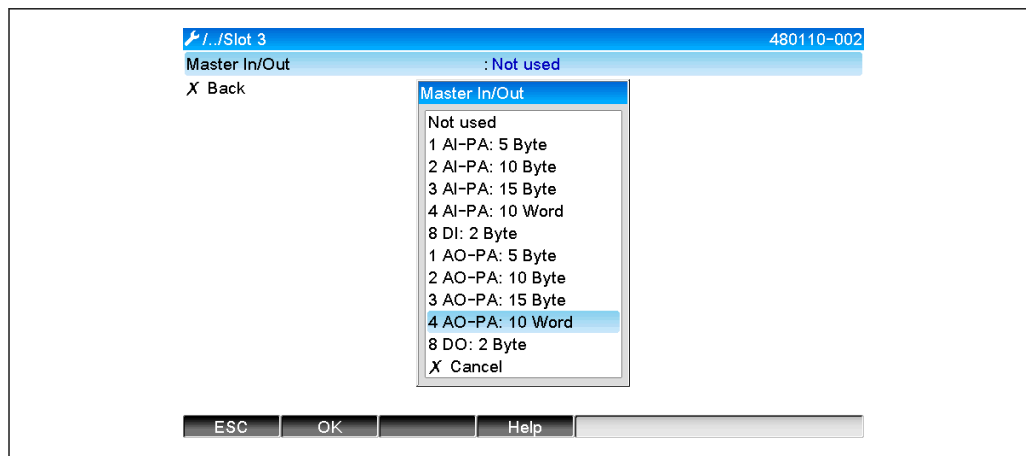 /../Slot 3 480110-002
Master In/Out : Not used
X Back
Master In/Out
Not used
1 AI-PA: 5 Byte
2 AI-PA: 10 Byte
3 AI-PA: 15 Byte
4 AI-PA: 10 Word
8 DI: 2 Byte
1 AO-PA: 5 Byte
2 AO-PA: 10 Byte
3 AO-PA: 15 Byte
4 AO-PA: 10 Word
8 DO: 2 Byte
X Cancel
ESC OK Help